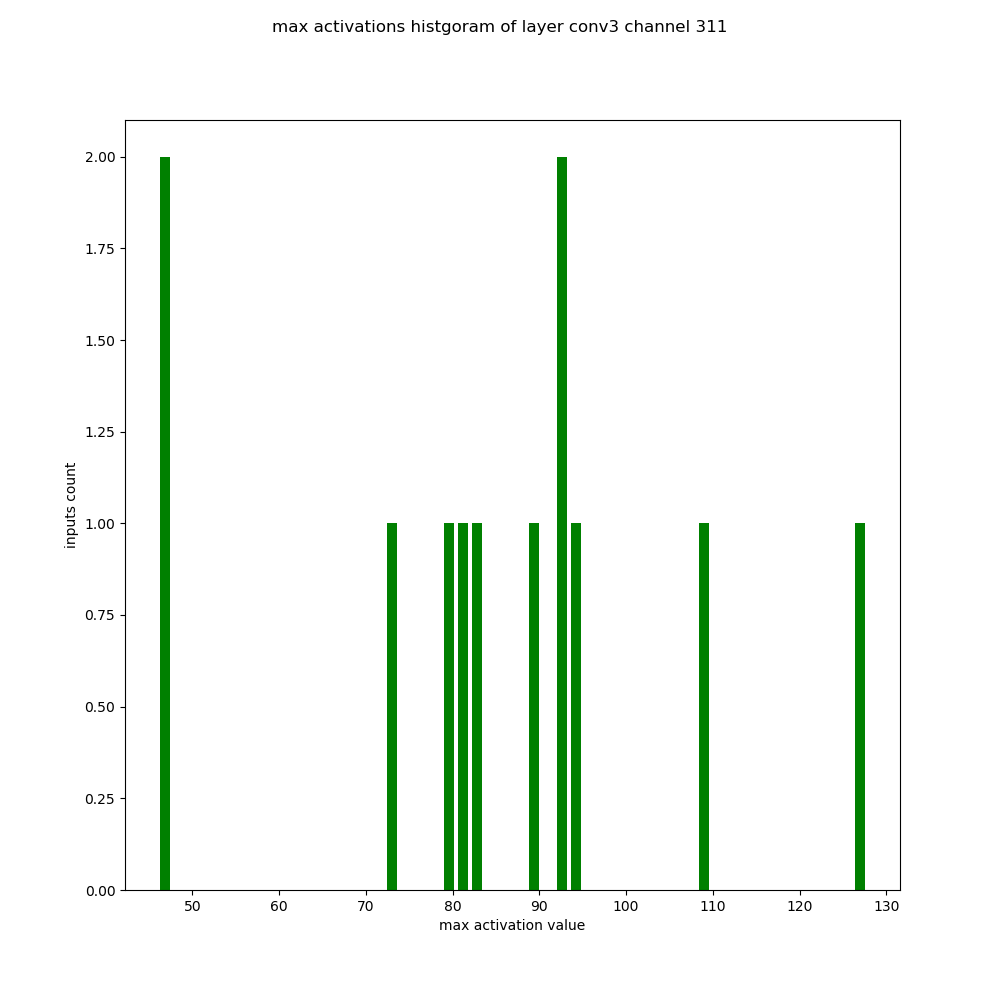 max activations histgoram of layer conv3 channel 311
2.00
1.75
1.50
1.25
1.00
0.75
0.50
0.25
0.00
inputs count
50 60 70 80 90 100 110 120 130
max activation value